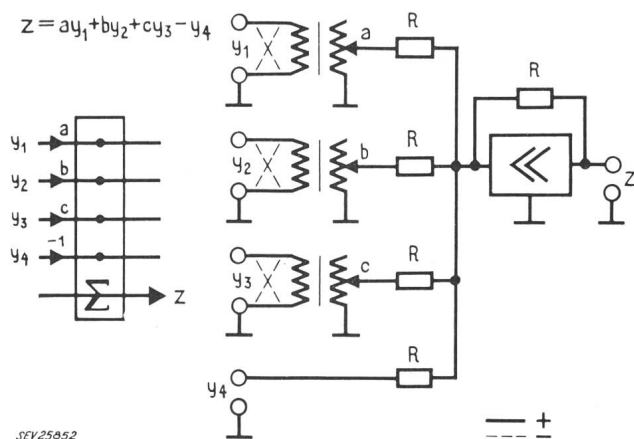 z = ay₁ + by₂ + cy₃ − y₄
y₁
a
R
R
y₁ a
y₂ b
y₃ c
y₄ -1
Σ
z
y₂
b
R
z
y₃
c
R
y₄
R
SEV25852
+
−